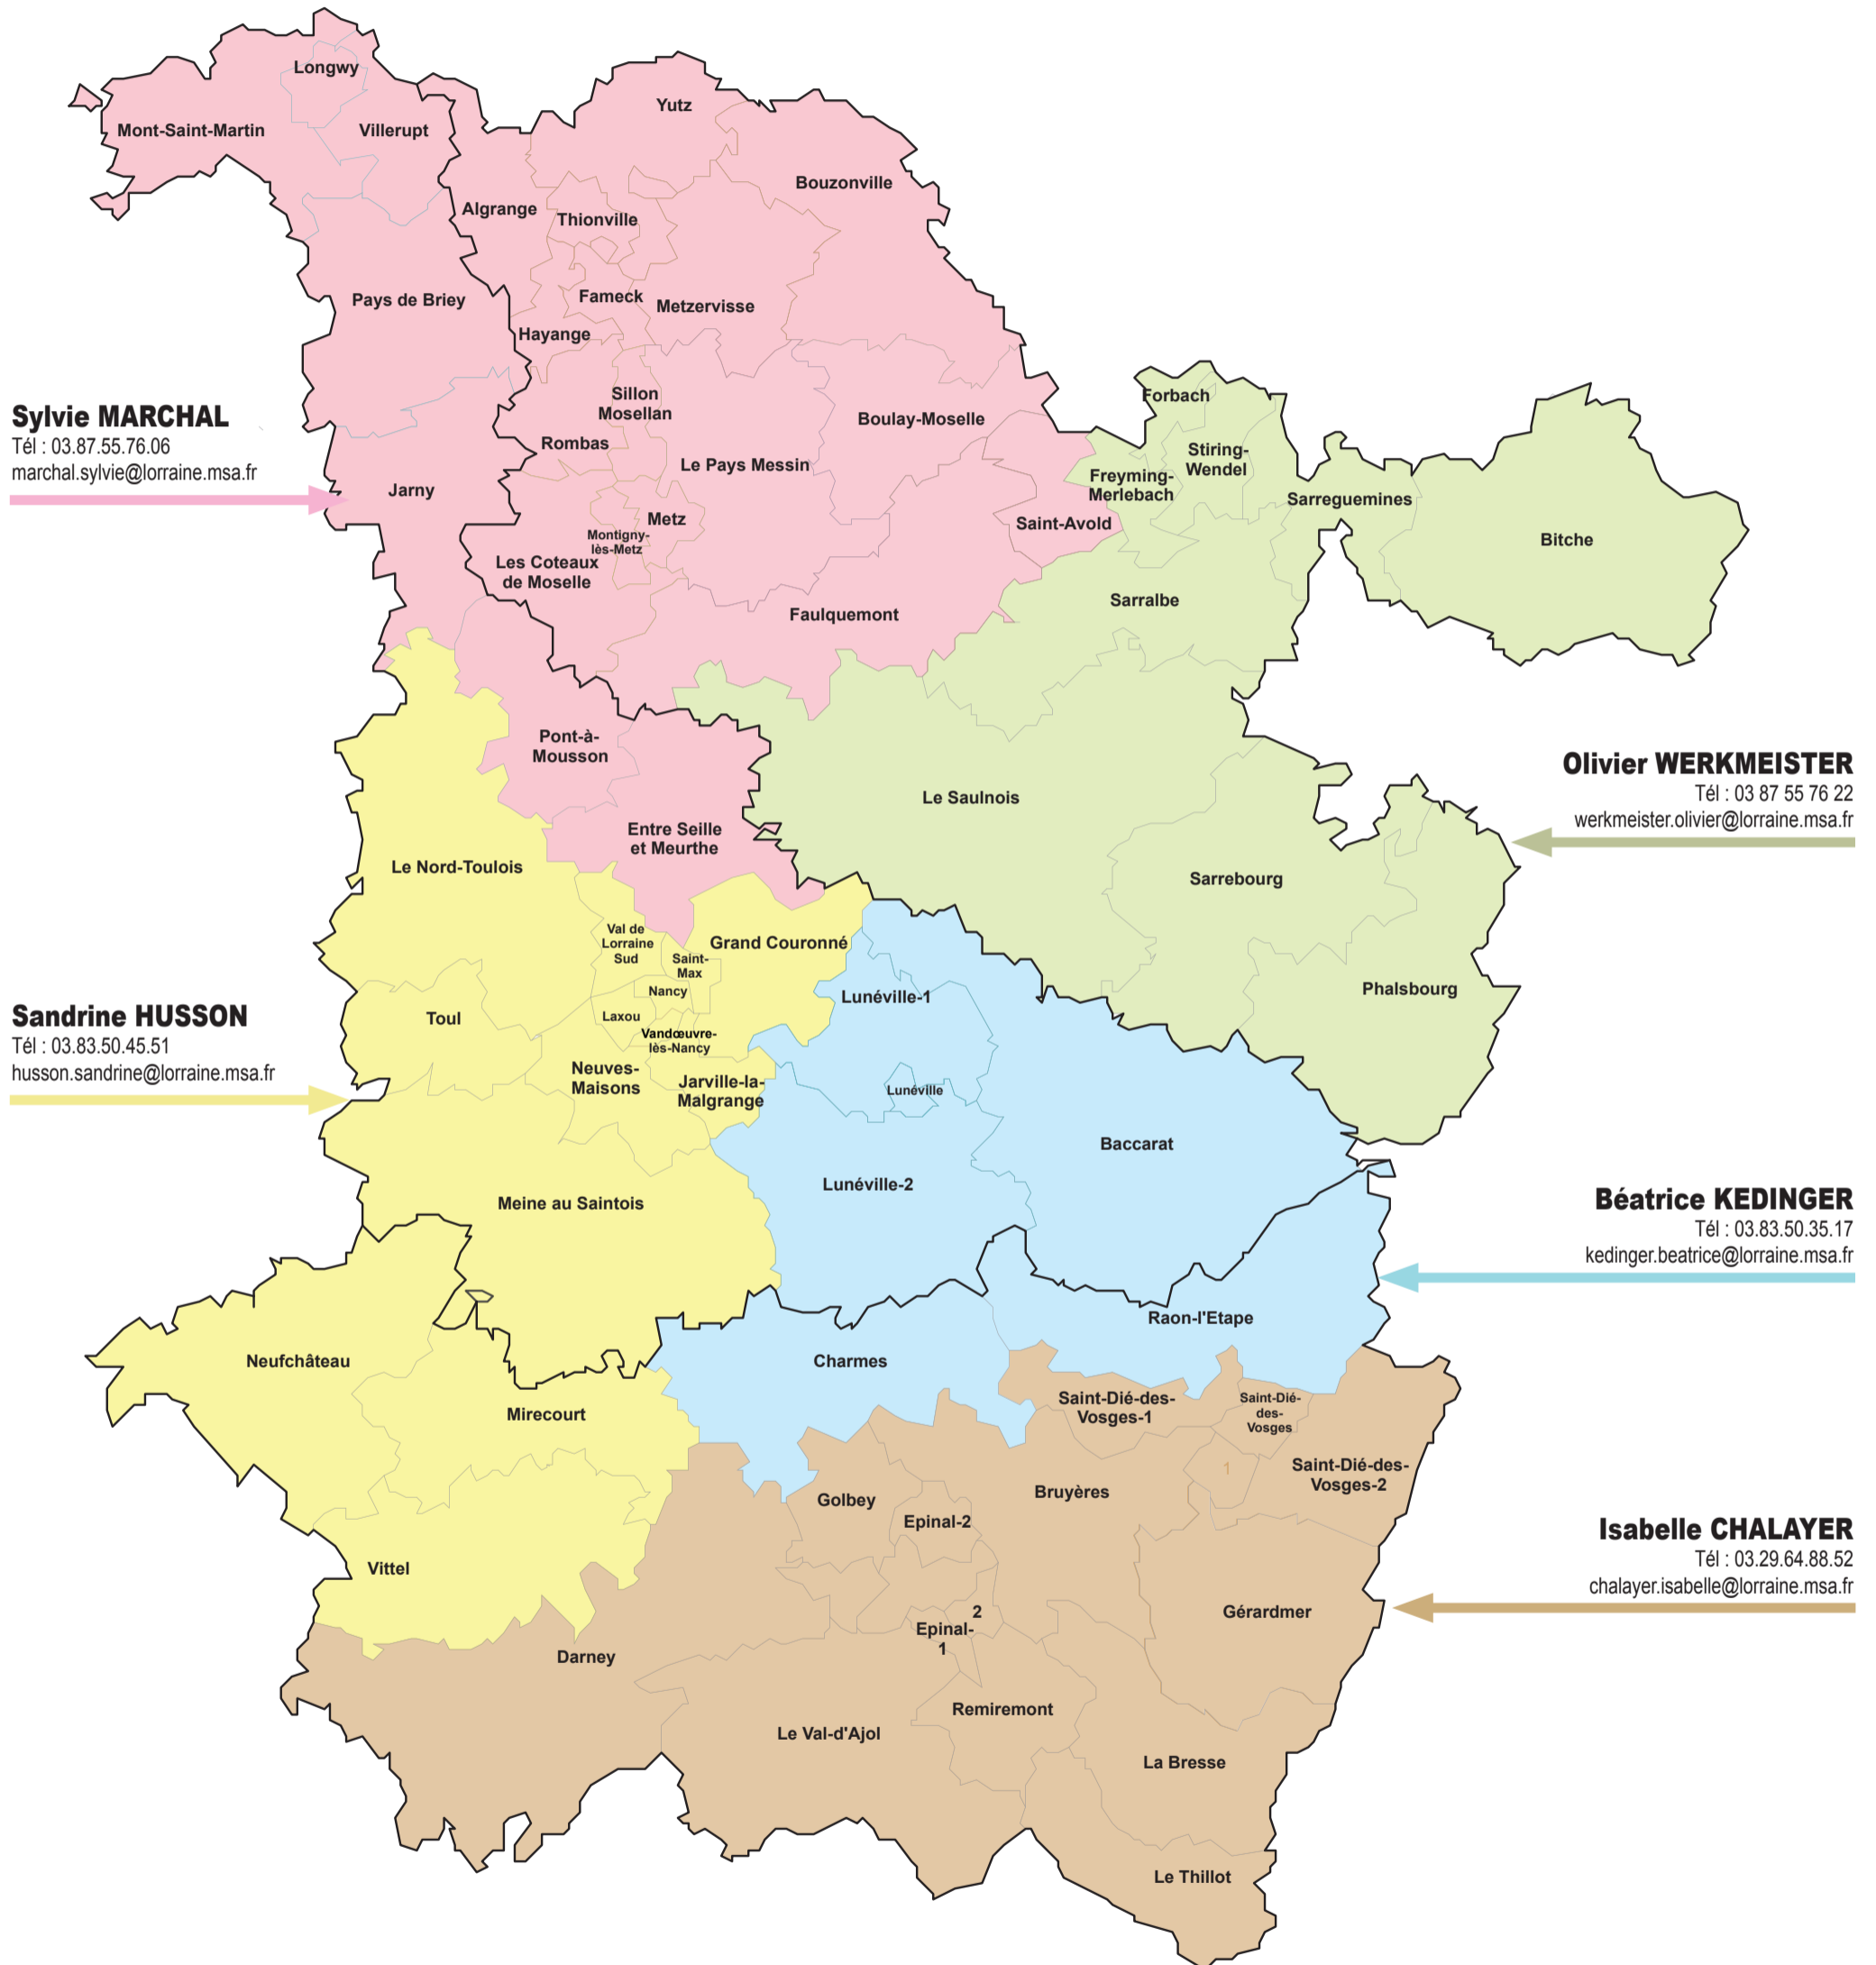 Longwy
Yutz
Mont-Saint-Martin
Villerupt
Bouzonville
Algrange
Thionville
Pays de Briey
Fameck
Metzervisse
Hayange
Sillon
Mosellan
Forbach
Boulay-Moselle
Rombas
Stiring-
Wendel
Le Pays Messin
Freyming-
Merlebach
Sarreguemines
Sylvie MARCHAL
Tél : 03.87.55.76.06
marchal.sylvie@lorraine.msa.fr
Jarny
Metz
Saint-Avold
Montigny-
lès-Metz
Bitche
Les Coteaux
de Moselle
Sarralbe
Faulquemont
Pont-à-
Mousson
Le Saulnois
Olivier WERKMEISTER
Tél : 03 87 55 76 22
werkmeister.olivier@lorraine.msa.fr
Entre Seille
et Meurthe
Le Nord-Toulois
Sarrebourg
Val de
Lorraine
Sud
Grand Couronné
Saint-
Max
Nancy
Lunéville-1
Phalsbourg
Sandrine HUSSON
Tél : 03.83.50.45.51
husson.sandrine@lorraine.msa.fr
Toul
Laxou
Vandœuvre-
lès-Nancy
Neuves-
Maisons
Jarville-la-
Malgrange
Lunéville
Baccarat
Lunéville-2
Meine au Saintois
Béatrice KEDINGER
Tél : 03.83.50.35.17
kedinger.beatrice@lorraine.msa.fr
Raon-l'Etape
Neufchâteau
Charmes
Mirecourt
Saint-Dié-des-
Vosges-1
Saint-Dié-
des-
Vosges
1
Saint-Dié-des-
Vosges-2
Golbey
Bruyères
Epinal-2
Isabelle CHALAYER
Tél : 03.29.64.88.52
chalayer.isabelle@lorraine.msa.fr
Vittel
2
Epinal-
1
Gérardmer
Darney
Remiremont
Le Val-d'Ajol
La Bresse
Le Thillot